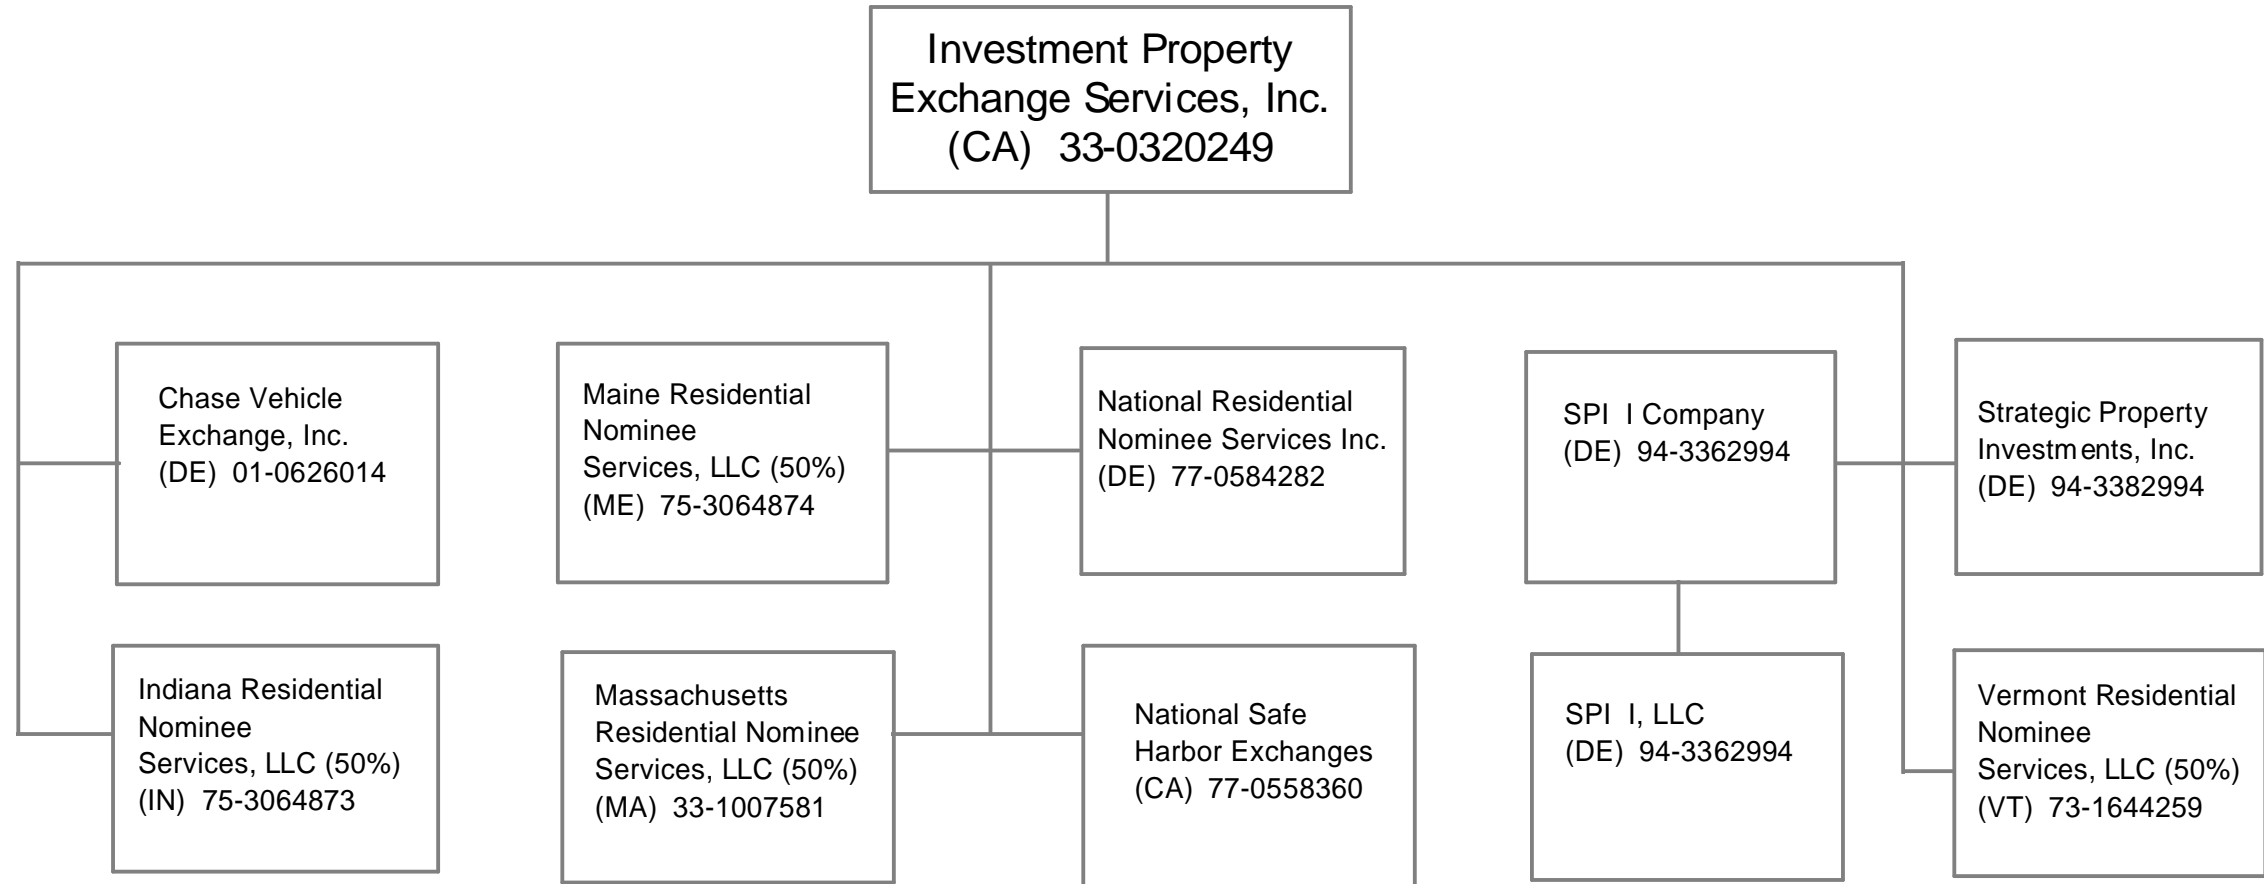 Investment Property
Exchange Services, Inc.
(CA) 33-0320249
Chase Vehicle
Exchange, Inc.
(DE) 01-0626014
Maine Residential
Nominee
Services, LLC (50%)
(ME) 75-3064874
National Residential
Nominee Services Inc.
(DE) 77-0584282
SPI I Company
(DE) 94-3362994
Strategic Property
Investments, Inc.
(DE) 94-3382994
Indiana Residential
Nominee
Services, LLC (50%)
(IN) 75-3064873
Massachusetts
Residential Nominee
Services, LLC (50%)
(MA) 33-1007581
National Safe
Harbor Exchanges
(CA) 77-0558360
SPI I, LLC
(DE) 94-3362994
Vermont Residential
Nominee
Services, LLC (50%)
(VT) 73-1644259